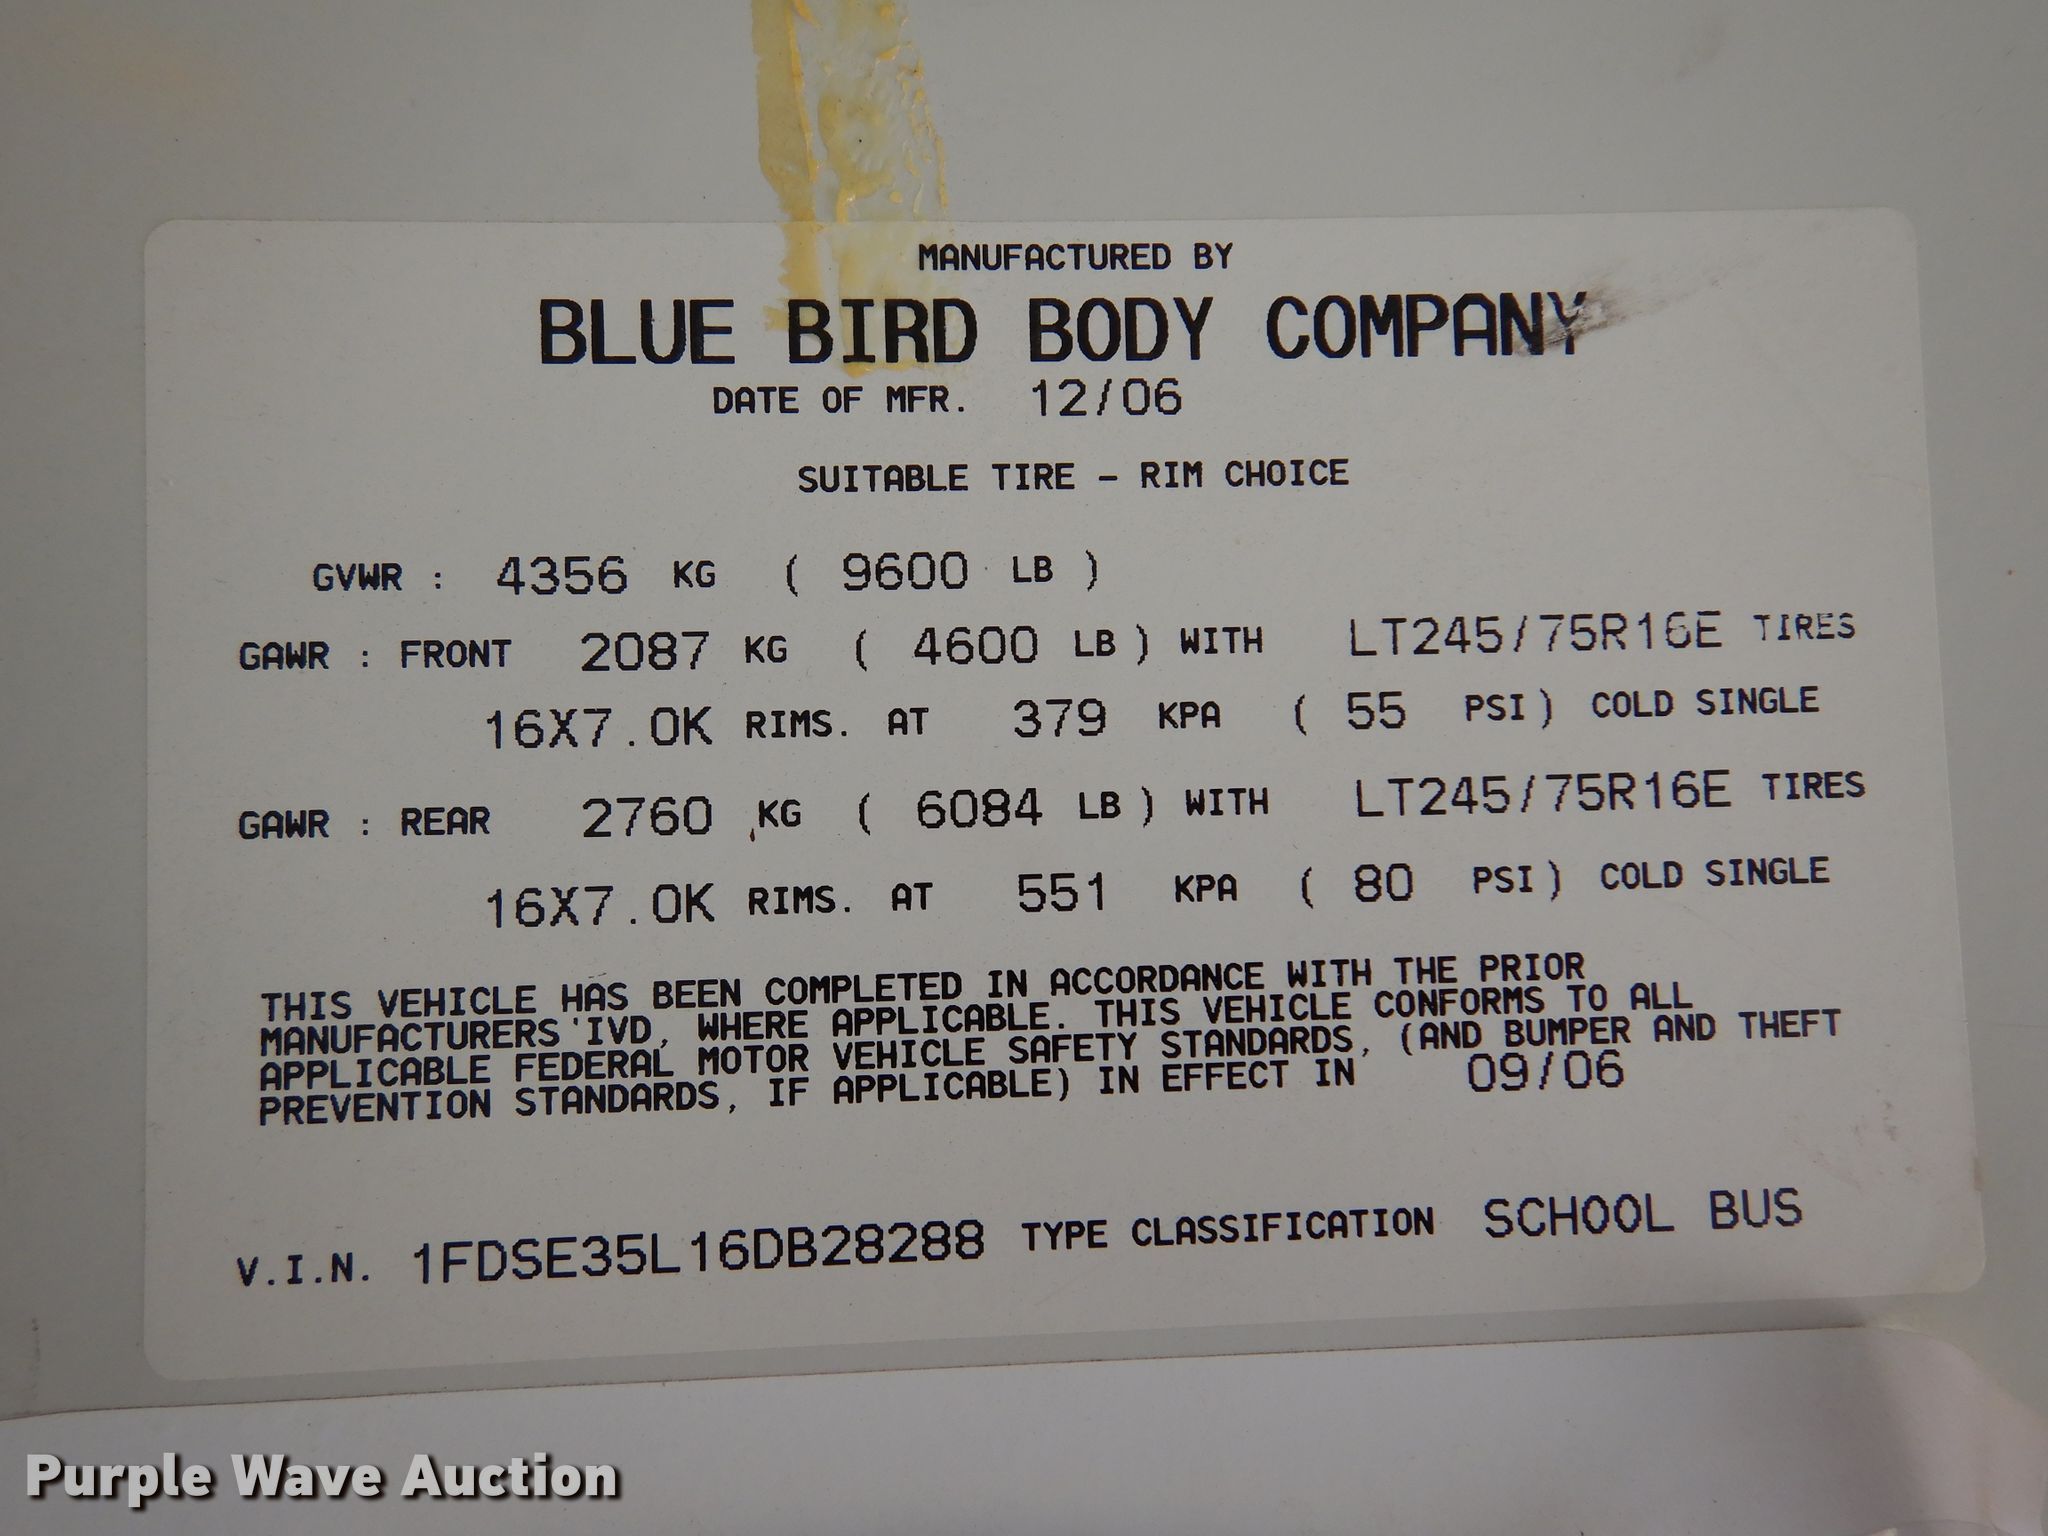 MANUFACTURED BY
BLUE BIRD BODY COMPANY
DATE OF MFR. 12/06
SUITABLE TIRE - RIM CHOICE
GVWR : 4356 KG ( 9600 LB )
GAWR : FRONT 2087 KG ( 4600 LB ) WITH LT245/75R16E TIRES
16X7.0K RIMS. AT 379 KPA ( 55 PSI ) COLD SINGLE
GAWR : REAR 2760 KG ( 6084 LB ) WITH LT245/75R16E TIRES
16X7.0K RIMS. AT 551 KPA ( 80 PSI ) COLD SINGLE
THIS VEHICLE HAS BEEN COMPLETED IN ACCORDANCE WITH THE PRIOR
MANUFACTURERS 'IVD, WHERE APPLICABLE. THIS VEHICLE CONFORMS TO ALL
APPLICABLE FEDERAL MOTOR VEHICLE SAFETY STANDARDS, (AND BUMPER AND THEFT
PREVENTION STANDARDS, IF APPLICABLE) IN EFFECT IN 09/06
V.I.N. 1FDSE35L16DB28288 TYPE CLASSIFICATION SCHOOL BUS
Purple Wave Auction